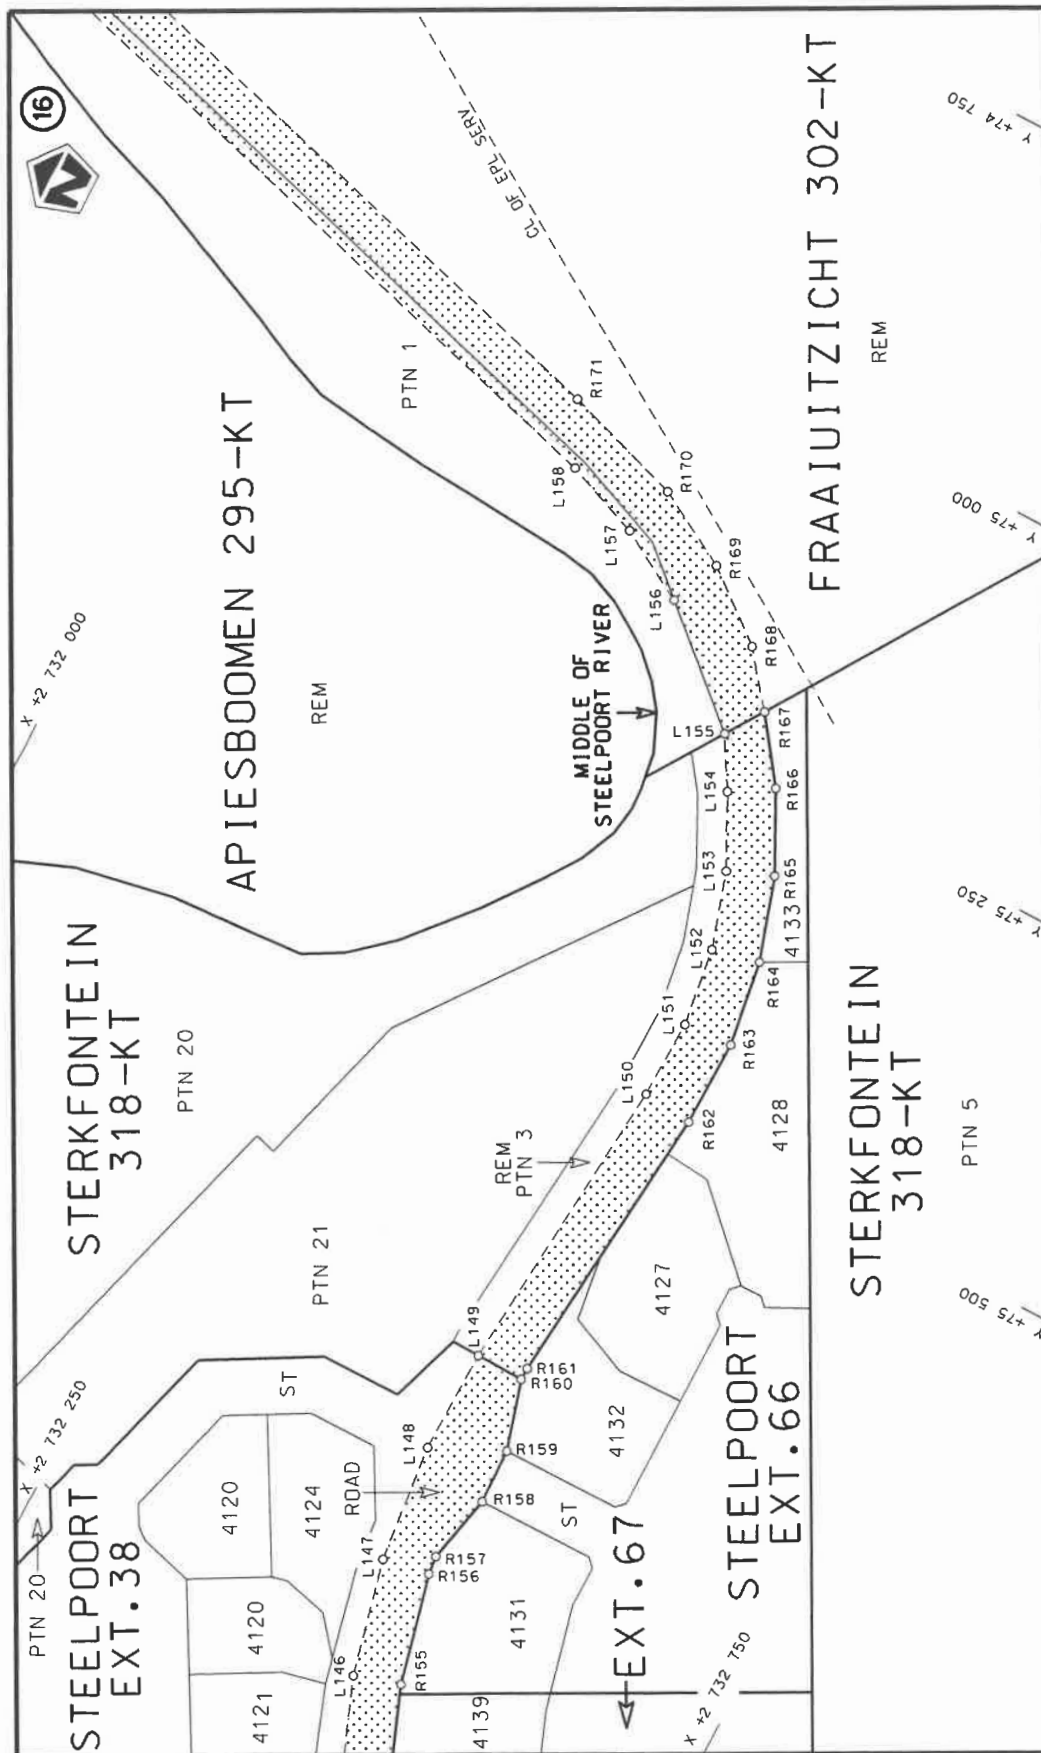 16
N
CL OF EPL SERV
Y +74 750
FRAAIUITZICHT 302-KT
REM
Y +75 000
PTN 1
R171
R170
R169
R168
R167
L158
L157
L156
L155
APIESBOOMEN 295-KT
REM
X +2 732 000
MIDDLE OF
STEELPOORT RIVER
L154
L153
L152
L151
L150
R166
R165
4133
R164
R163
R162
4128
Y +75 250
STERKFONTEIN
318-KT
PTN 20
PTN 21
REM
PTN 3
STERKFONTEIN
318-KT
PTN 5
Y +75 500
4127
4132
STEELPOORT
EXT.66
L149
L148
L147
L146
R161
R160
R159
R158
R157
R156
R155
ST
ROAD
4120
4124
4120
4121
X +2 732 250
PTN 20
STEELPOORT
EXT.38
ST
4131
4139
EXT.67
X +2 732 750